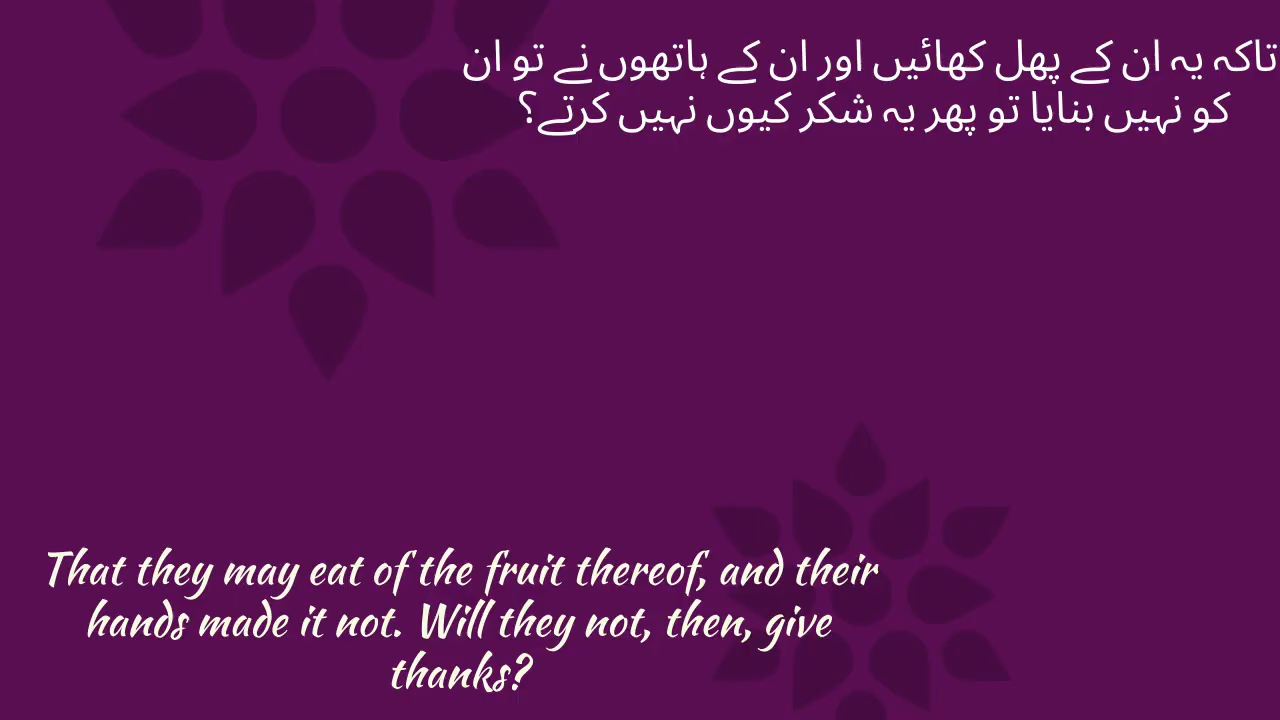 تاکہ یہ ان کے پھل کھائیں اور ان کے ہاتھوں نے تو ان
کو نہیں بنایا تو پھر یہ شکر کیوں نہیں کرتے؟
That they may eat of the fruit thereof, and their
hands made it not. Will they not, then, give
thanks?